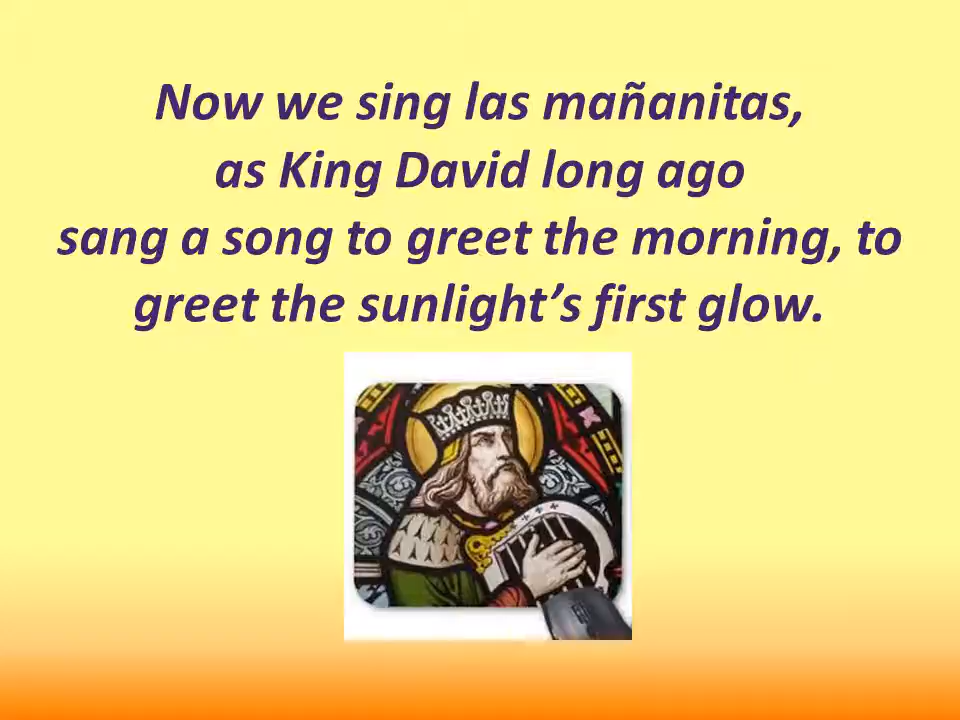 Now we sing las mañanitas,
as King David long ago
sang a song to greet the morning, to
greet the sunlight’s first glow.